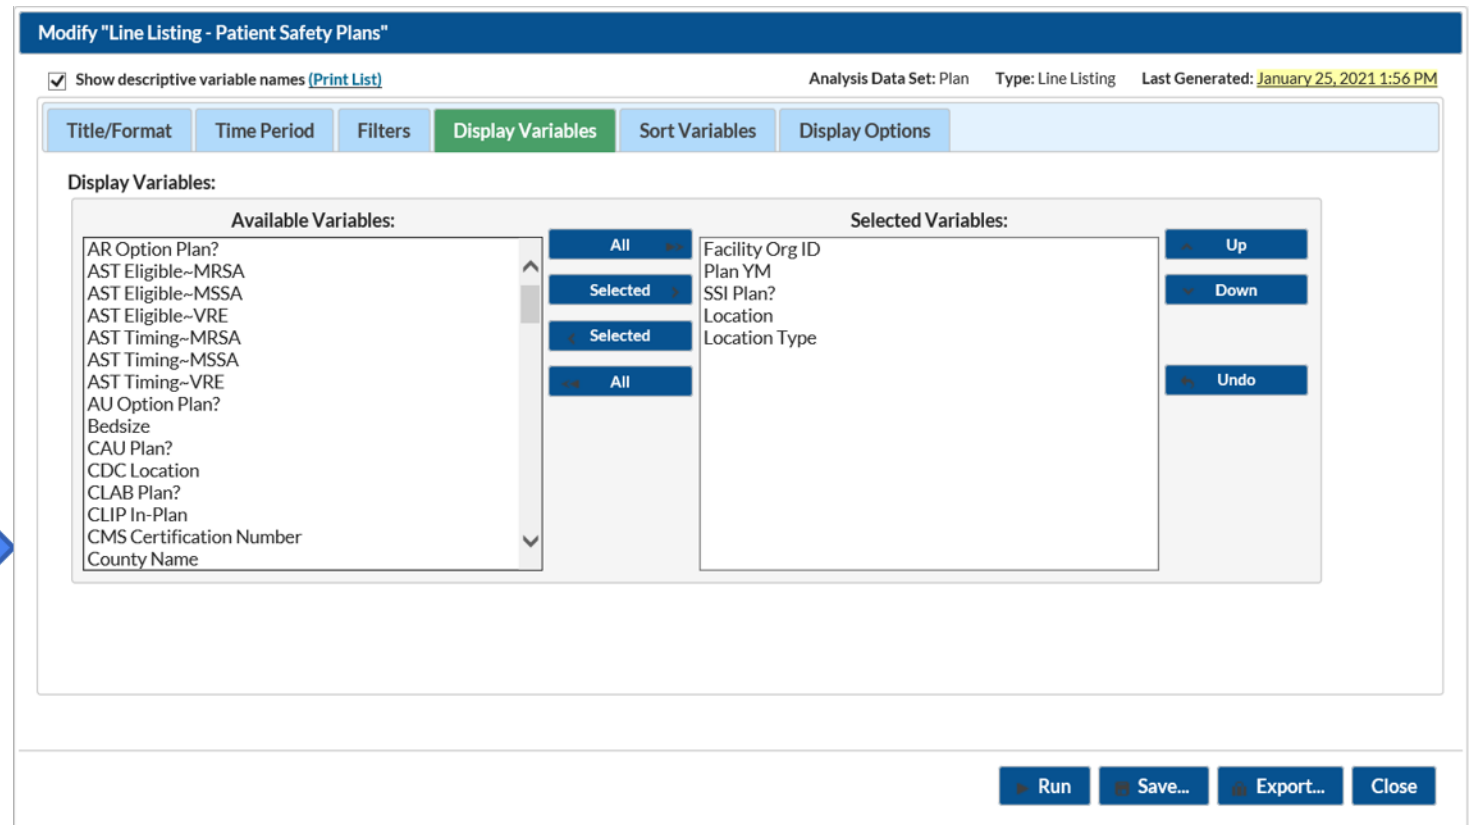 Modify "Line Listing - Patient Safety Plans"
Show descriptive variable names (Print List)
Analysis Data Set: Plan Type: Line Listing Last Generated: January 25, 2021 1:56 PM
Title/Format
Time Period
Filters
Display Variables
Sort Variables
Display Options
Display Variables:
Available Variables:
AR Option Plan?
AST Eligible~MRSA
AST Eligible~MSSA
AST Eligible~VRE
AST Timing~MRSA
AST Timing~MSSA
AST Timing~VRE
AU Option Plan?
Bedsize
CAU Plan?
CDC Location
CLAB Plan?
CLIP In-Plan
CMS Certification Number
County Name
All
Selected
Selected
All
Selected Variables:
Facility Org ID
Plan YM
SSI Plan?
Location
Location Type
Up
Down
Undo
Run
Save...
Export...
Close